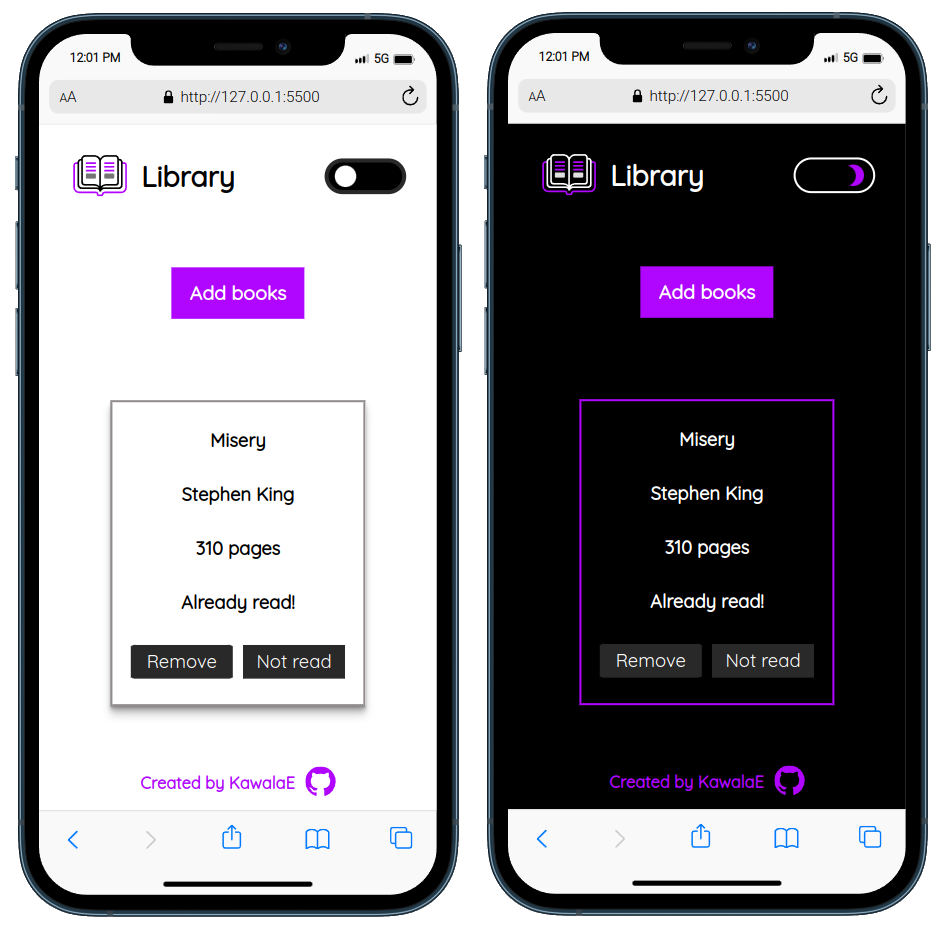 12:01 PM 5G
AA http://127.0.0.1:5500
Library
Add books
Misery
Stephen King
310 pages
Already read!
Remove Not read
Created by KawalaE
12:01 PM 5G
AA http://127.0.0.1:5500
Library
Add books
Misery
Stephen King
310 pages
Already read!
Remove Not read
Created by KawalaE